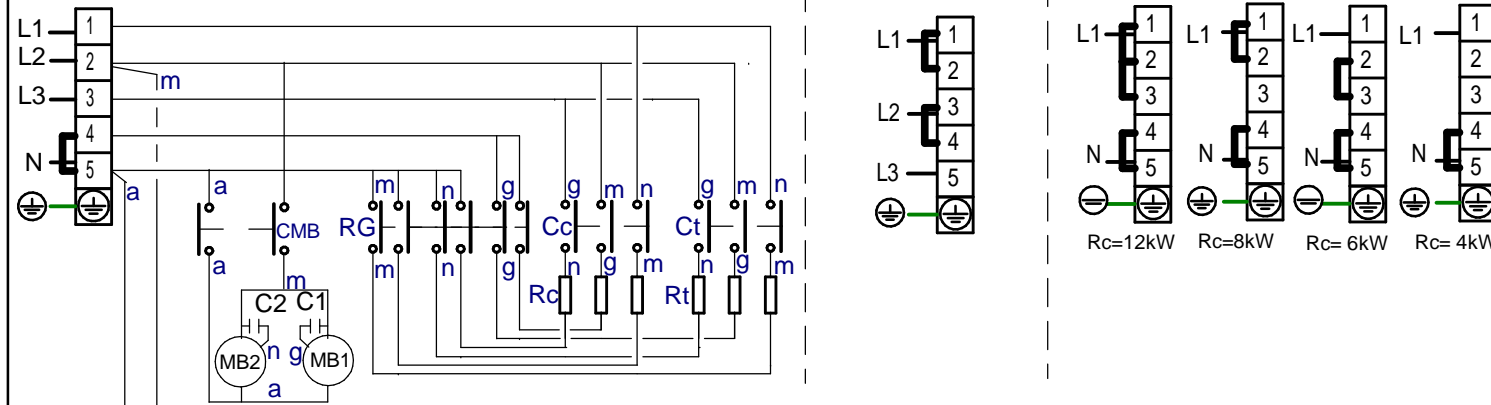 L1 1
L2 2
m
L3 3
4
N
5
a
a m n g g m n g m n
CMB RG Cc Ct
a m n g n g m n g m
m
C2 C1
Rc Rt
MB2 n g MB1
a
L1 1
2
L2 3
4
L3 5
L1 1
2
3
N 4
5
Rc=12kW
L1 1
2
3
N 4
5
Rc=8kW
L1 1
2
3
N 4
5
Rc= 6kW
L1 1
2
3
N 4
5
Rc= 4kW